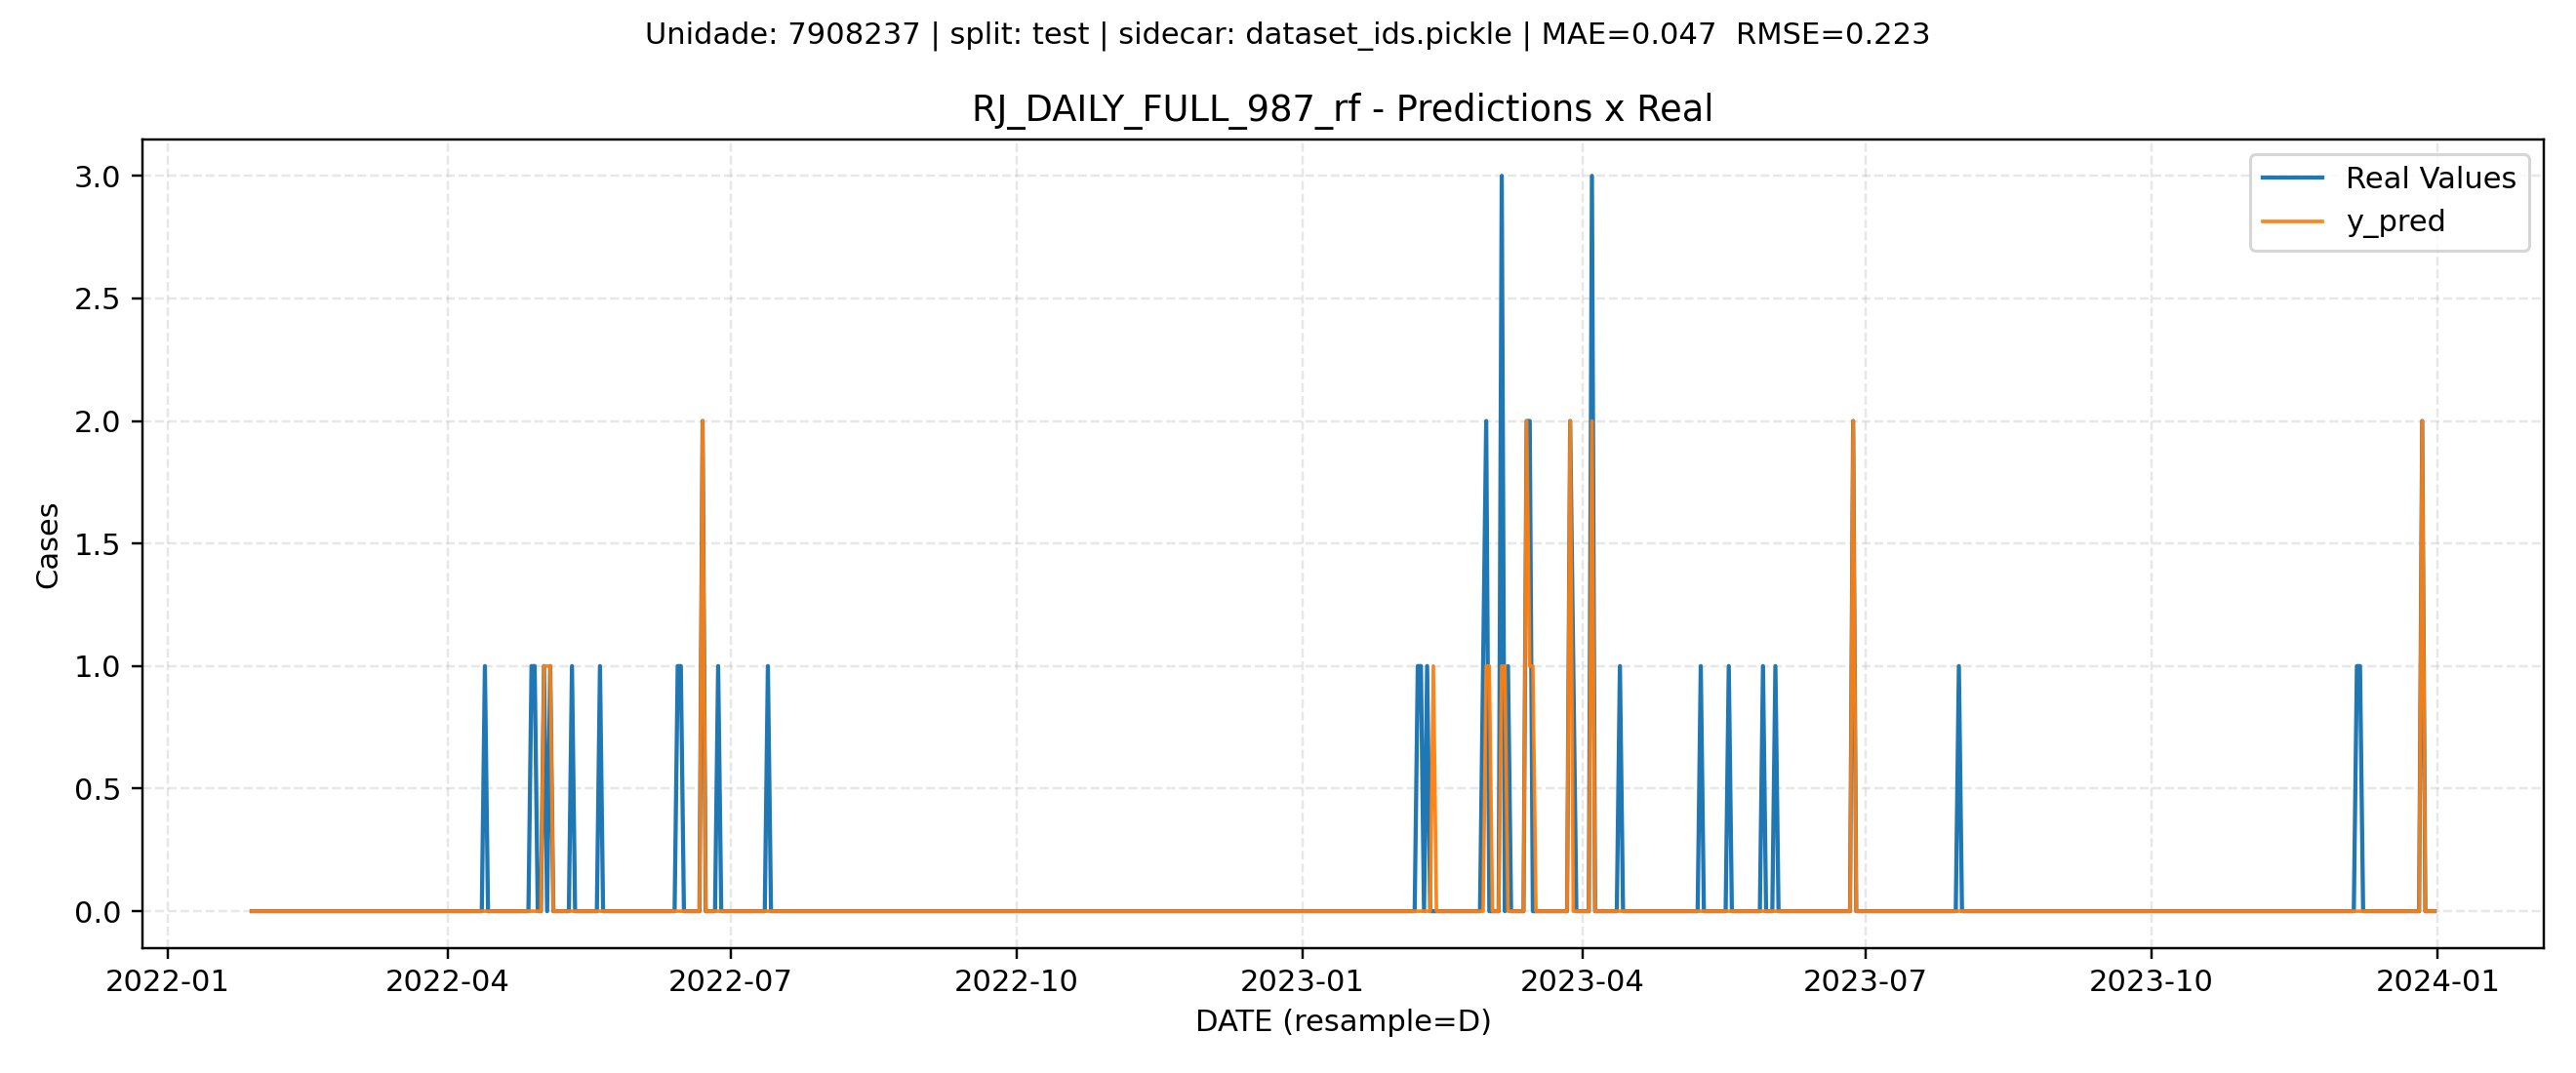 Unidade: 7908237 | split: test | sidecar: dataset_ids.pickle | MAE=0.047  RMSE=0.223
RJ_DAILY_FULL_987_rf - Predictions x Real
Real Values
y_pred
Cases
3.0
2.5
2.0
1.5
1.0
0.5
0.0
2022-01
2022-04
2022-07
2022-10
2023-01
2023-04
2023-07
2023-10
2024-01
DATE (resample=D)